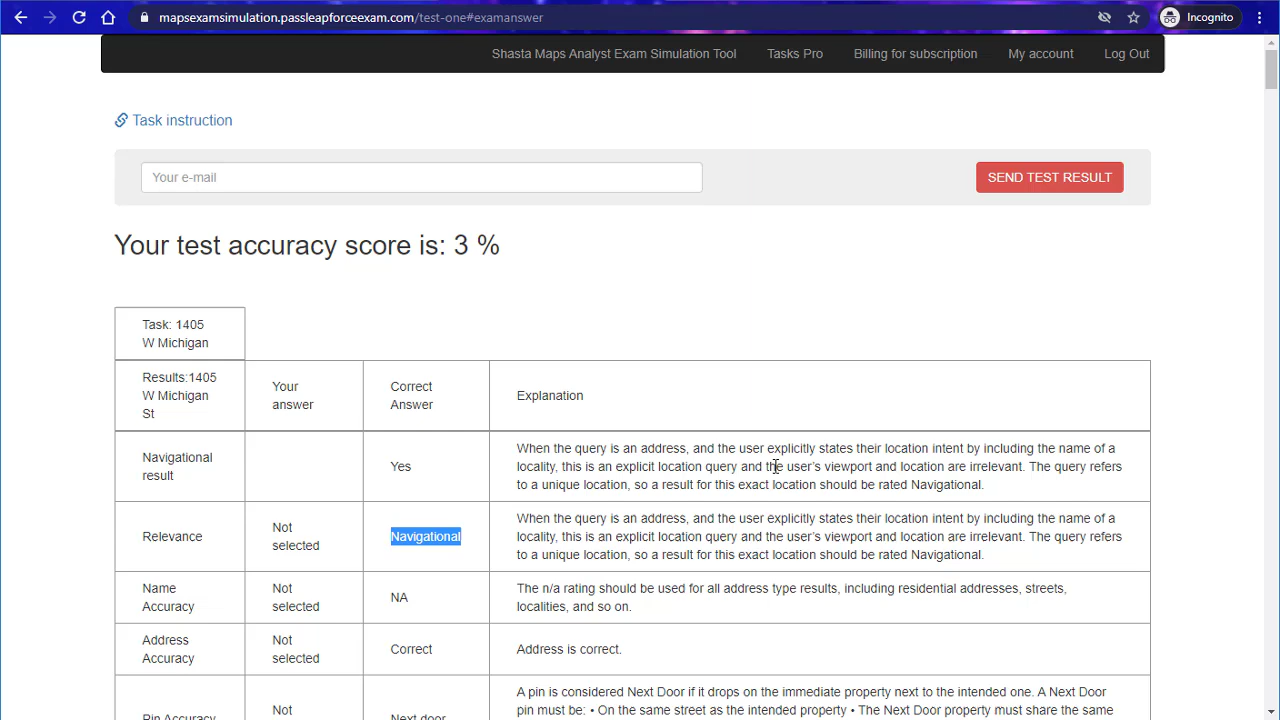 mapsexamsimulation.passleapforceexam.com/test-one#examanswer
Incognito
Shasta Maps Analyst Exam Simulation Tool
Tasks Pro
Billing for subscription
My account
Log Out
Task instruction
Your e-mail
SEND TEST RESULT
Your test accuracy score is: 3 %
Task: 1405
W Michigan
Results:1405
W Michigan
St
Your
answer
Correct
Answer
Explanation
Navigational
result
Yes
When the query is an address, and the user explicitly states their location intent by including the name of a
locality, this is an explicit location query and the user's viewport and location are irrelevant. The query refers
to a unique location, so a result for this exact location should be rated Navigational.
Relevance
Not
selected
Navigational
When the query is an address, and the user explicitly states their location intent by including the name of a
locality, this is an explicit location query and the user's viewport and location are irrelevant. The query refers
to a unique location, so a result for this exact location should be rated Navigational.
Name
Accuracy
Not
selected
NA
The n/a rating should be used for all address type results, including residential addresses, streets,
localities, and so on.
Address
Accuracy
Not
selected
Correct
Address is correct.
Pin Accuracy
Not
Next door
A pin is considered Next Door if it drops on the immediate property next to the intended one. A Next Door
pin must be: • On the same street as the intended property • The Next Door property must share the same